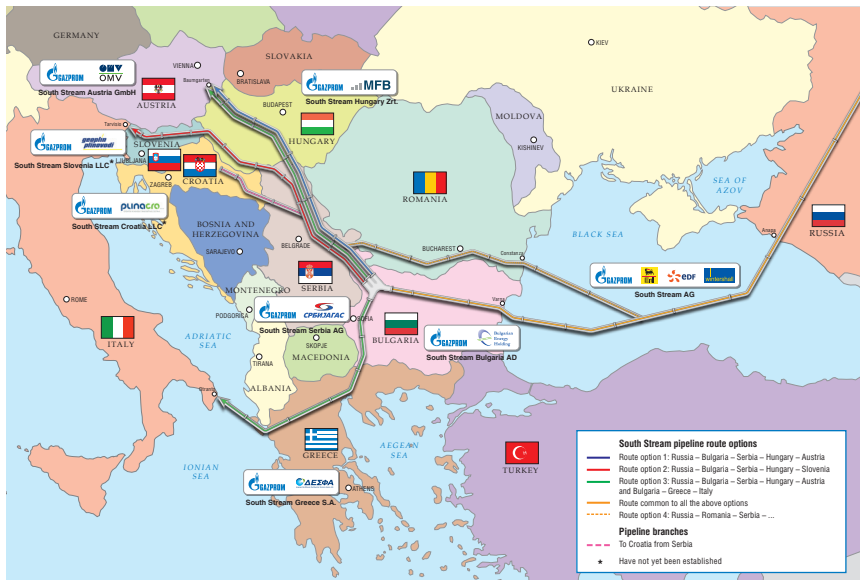 GERMANY
KIEV
UKRAINE
SLOVAKIA
VIENNA
BRATISLAVA
Baumgarten
GAZPROM
OMV
South Stream Austria GmbH
AUSTRIA
GAZPROM
MFB
South Stream Hungary Zrt.
BUDAPEST
HUNGARY
MOLDOVA
KISHINEV
Tarvisio
SLOVENIA
GAZPROM
geoplin
plinovodi
South Stream Slovenia LLC
*
LJUBLJANA
ZAGREB
CROATIA
ROMANIA
SEA OF
AZOV
GAZPROM
PLINACRO
South Stream Croatia LLC
*
BOSNIA AND
HERZEGOVINA
SARAJEVO
BELGRADE
BUCHAREST
Constantza
BLACK SEA
Anapa
RUSSIA
SERBIA
GAZPROM
eni
eDF
wintershall
South Stream AG
MONTENEGRO
PODGORICA
GAZPROM
СРБИЈАГАС
South Stream Serbia AG
SOFIA
Varna
ROME
ITALY
ADRIATIC
SEA
SKOPJE
MACEDONIA
BULGARIA
GAZPROM
Bulgarian
Energy
Holding
South Stream Bulgaria AD
TIRANA
ALBANIA
Otranto
GREECE
AEGEAN
SEA
TURKEY
IONIAN
SEA
GAZPROM
ΔΕΣΦΑ
South Stream Greece S.A.
ATHENS
South Stream pipeline route options
Route option 1: Russia – Bulgaria – Serbia – Hungary – Austria
Route option 2: Russia – Bulgaria – Serbia – Hungary – Slovenia
Route option 3: Russia – Bulgaria – Serbia – Hungary – Austria
and Bulgaria – Greece – Italy
Route common to all the above options
Route option 4: Russia – Romania – Serbia – ...
Pipeline branches
To Croatia from Serbia
* Have not yet been established